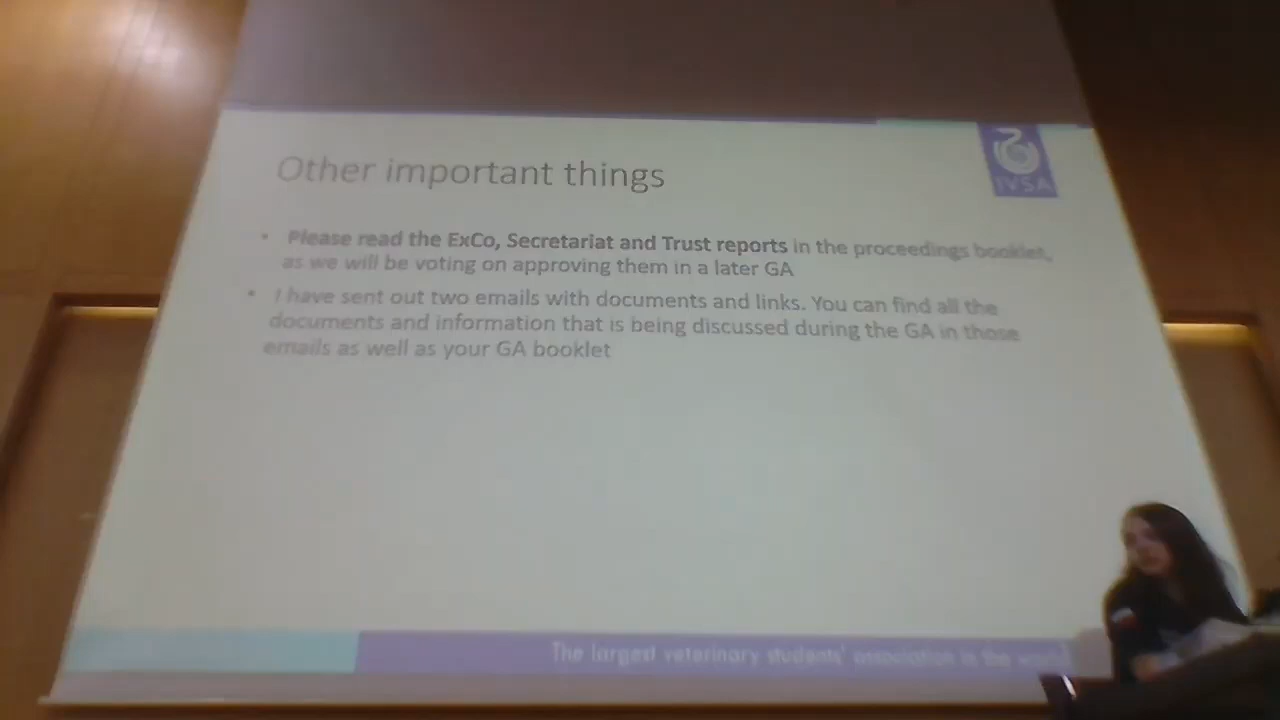 Other important things
IVSA
• Please read the ExCo, Secretariat and Trust reports in the proceedings booklet,
as we will be voting on approving them in a later GA
• I have sent out two emails with documents and links. You can find all the
documents and information that is being discussed during the GA in those
emails as well as your GA booklet
The largest veterinary students' association in the world